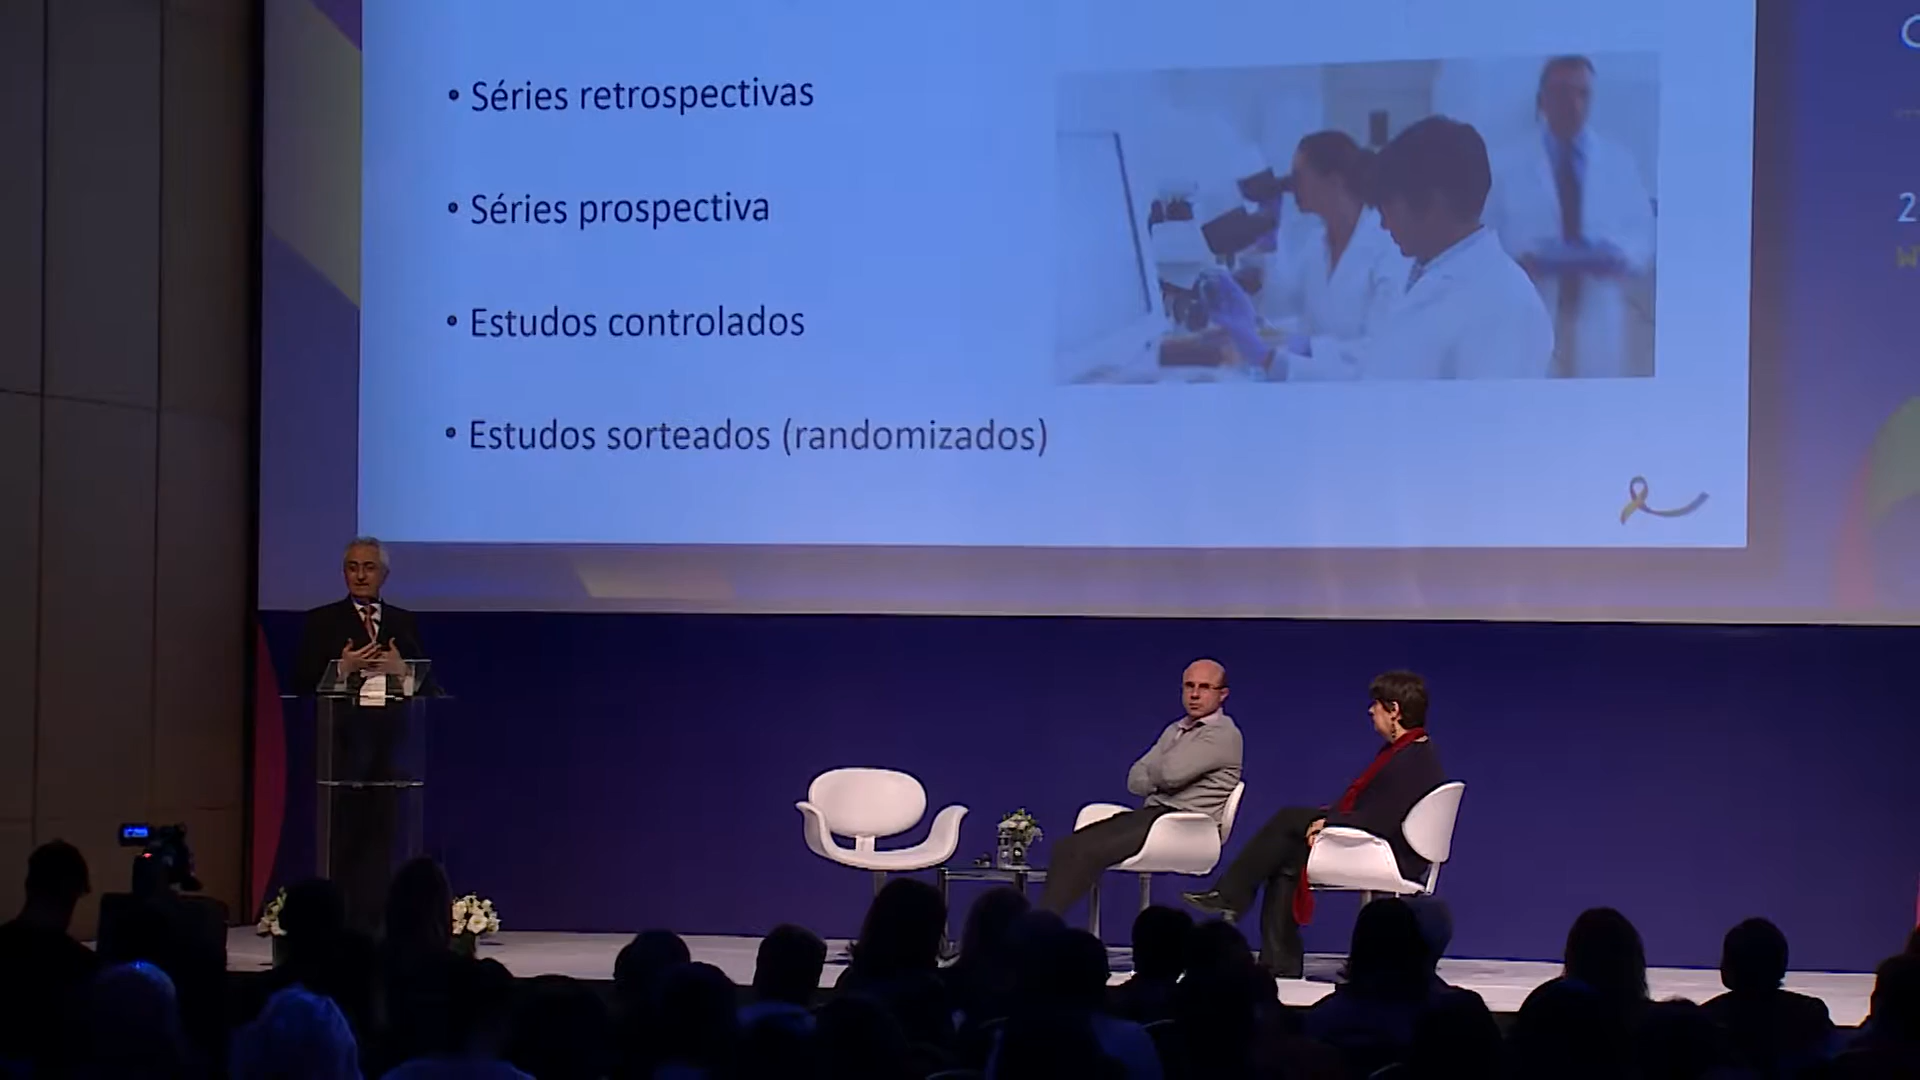 • Séries retrospectivas
• Séries prospectiva
• Estudos controlados
• Estudos sorteados (randomizados)